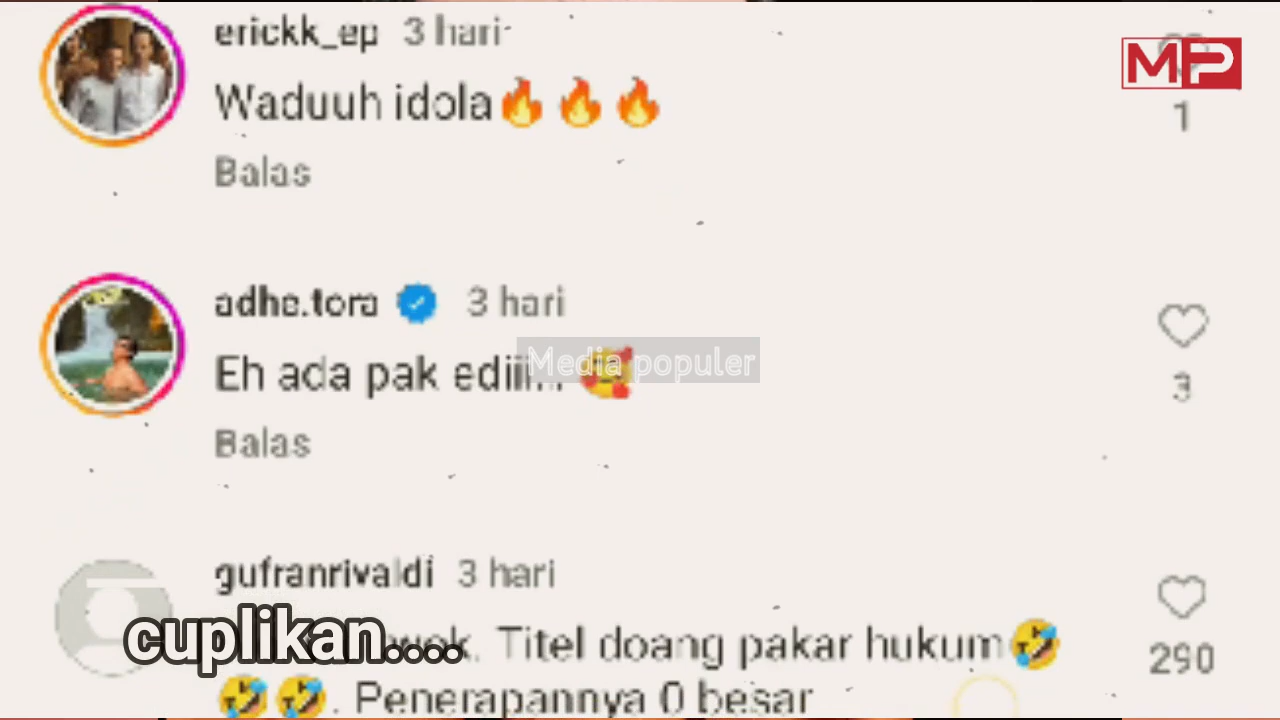 erickk_ep 3 hari
MP
Waduuh idola🔥🔥🔥
1
Balas
adhe.tora 3 hari
Eh ada pak ediii... 🥰
Media populer
3
Balas
gufranrivaldi 3 hari
cuplikan....
Titel doang pakar hukum🤣
290
🤣🤣. Penerapannya 0 besar